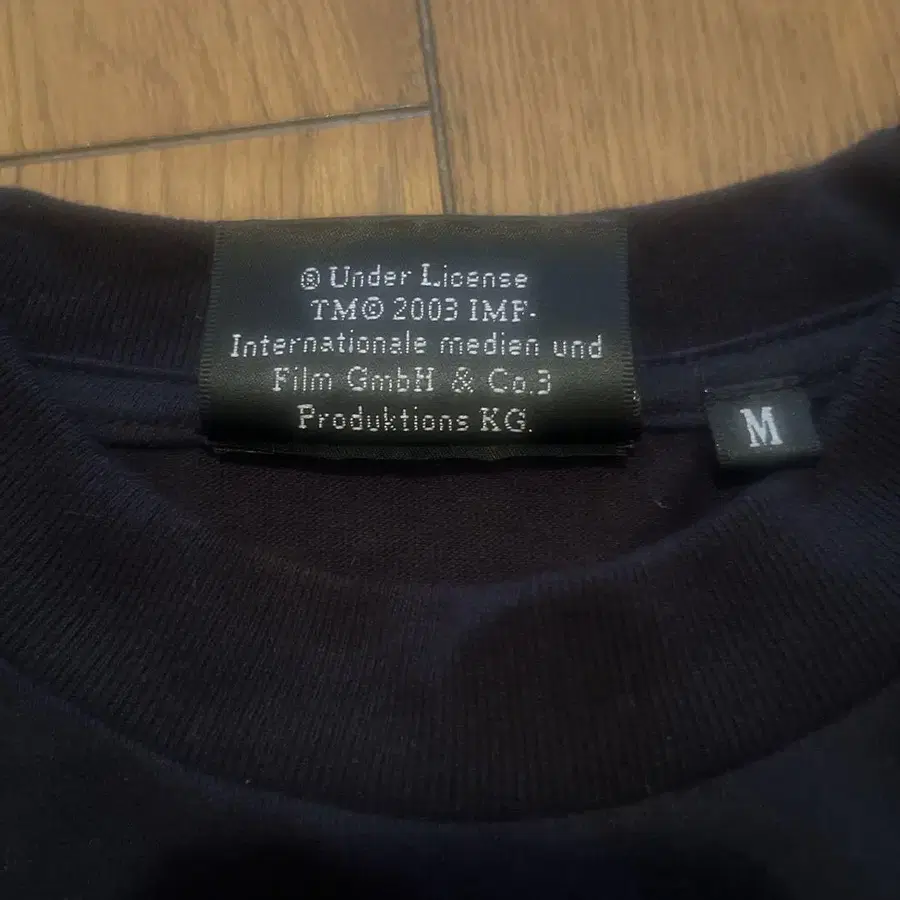 ® Under License
TM© 2003 IMF-
Internationale medien und
Film GmbH & Co.3
Produktions KG.
M